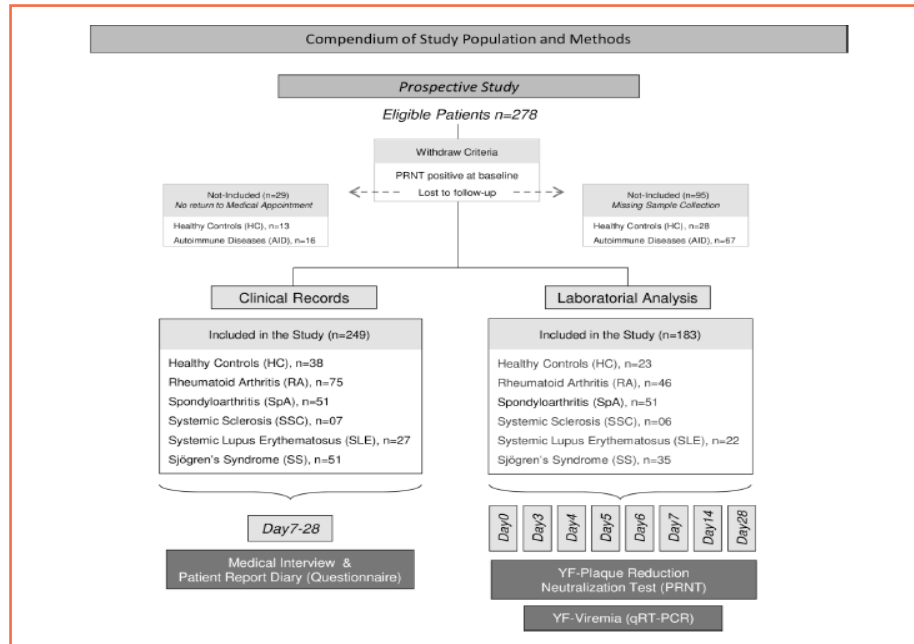 Compendium of Study Population and Methods
Prospective Study
Eligible Patients n=278
Withdraw Criteria
PRNT positive at baseline
Lost to follow-up
Not-Included (n=29)
No return to Medical Appointment
Healthy Controls (HC), n=13
Autoimmune Diseases (AID), n=16
Not-Included (n=95)
Missing Sample Collection
Healthy Controls (HC), n=28
Autoimmune Diseases (AID), n=67
Clinical Records
Included in the Study (n=249)
Healthy Controls (HC), n=38
Rheumatoid Arthritis (RA), n=75
Spondyloarthritis (SpA), n=51
Systemic Sclerosis (SSC), n=07
Systemic Lupus Erythematosus (SLE), n=27
Sjögren's Syndrome (SS), n=51
Day7-28
Medical Interview &
Patient Report Diary (Questionnaire)
Laboratorial Analysis
Included in the Study (n=183)
Healthy Controls (HC), n=23
Rheumatoid Arthritis (RA), n=46
Spondyloarthritis (SpA), n=51
Systemic Sclerosis (SSC), n=06
Systemic Lupus Erythematosus (SLE), n=22
Sjögren's Syndrome (SS), n=35
Day0
Day3
Day4
Day5
Day6
Day7
Day14
Day28
YF-Plaque Reduction
Neutralization Test (PRNT)
YF-Viremia (qRT-PCR)